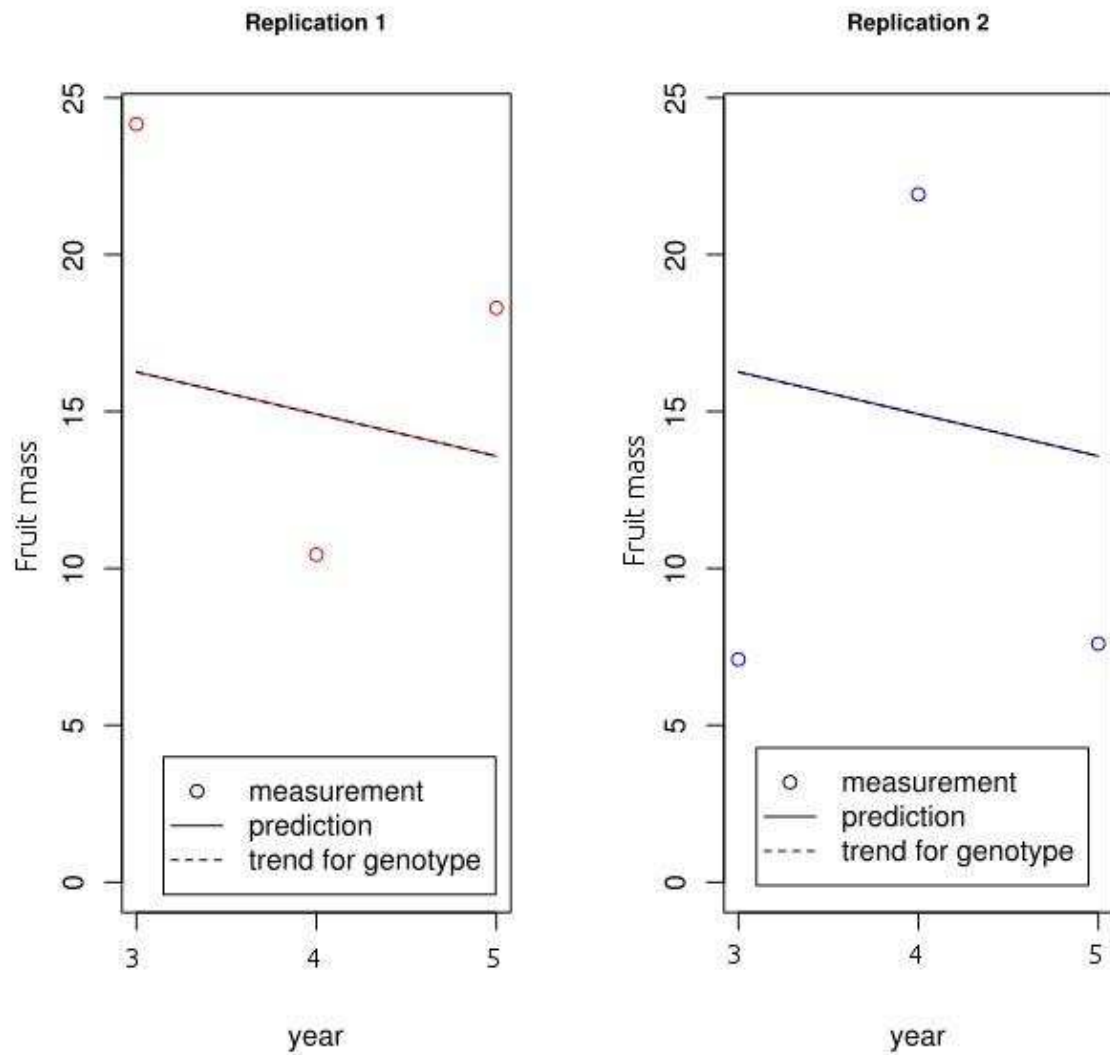 Replication 1
Fruit mass
25
20
15
10
5
0
measurement
prediction
trend for genotype
3 4 5
year
Replication 2
Fruit mass
25
20
15
10
5
0
measurement
prediction
trend for genotype
3 4 5
year